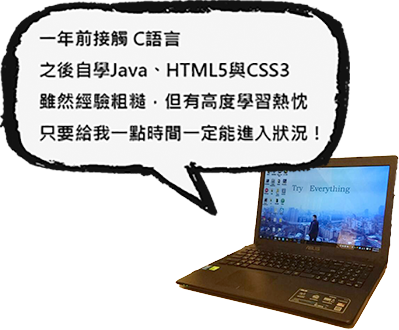 一年前接觸 C語言
之後自學Java、HTML5與CSS3
雖然經驗粗糙，但有高度學習熱忱
只要給我一點時間一定能進入狀況！
Try Everything
ASUS